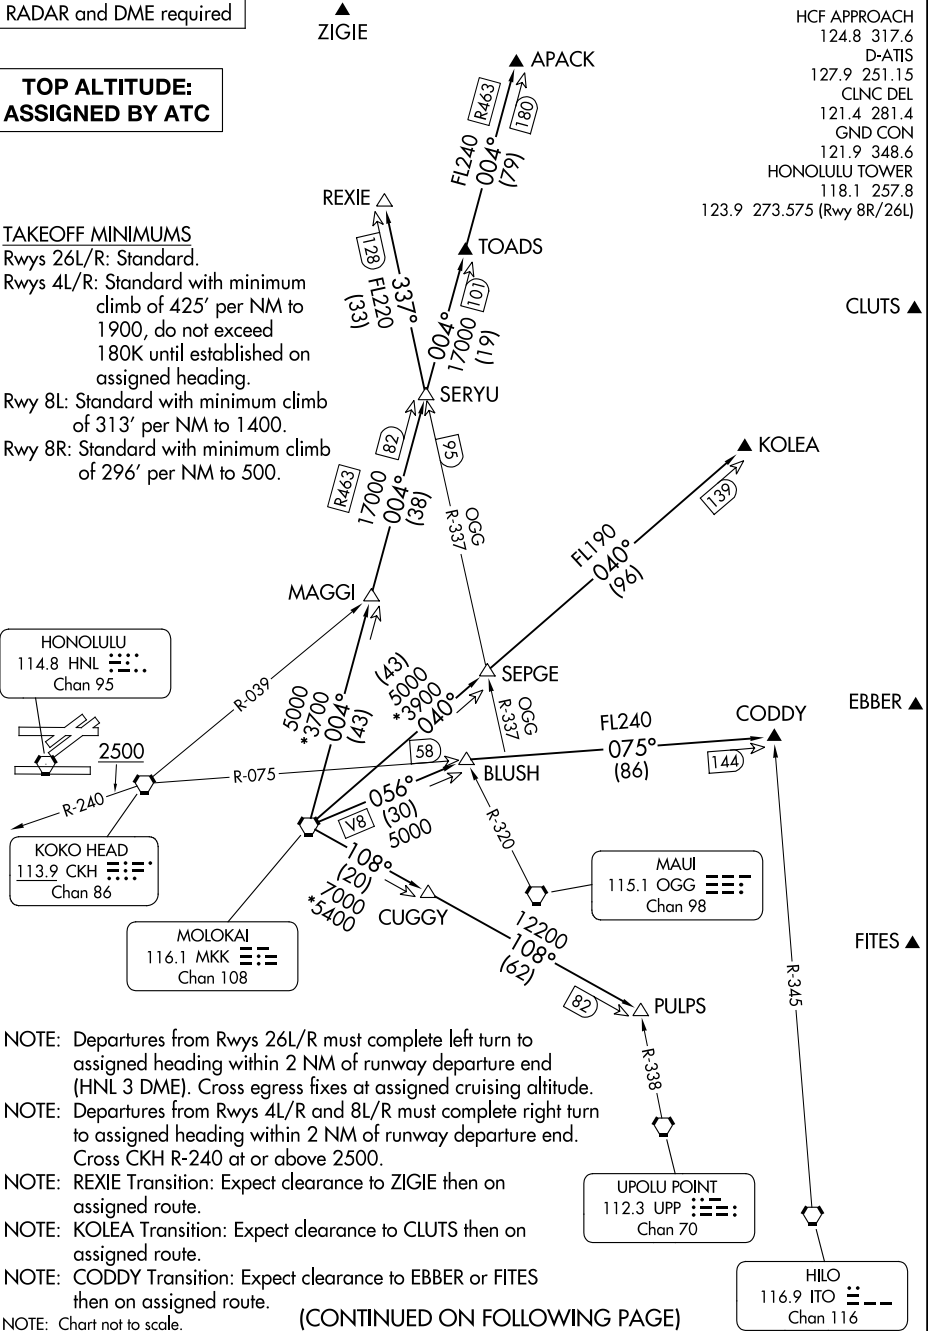 RADAR and DME required
ZIGIE
HCF APPROACH
124.8 317.6
D-ATIS
127.9 251.15
CLNC DEL
121.4 281.4
GND CON
121.9 348.6
HONOLULU TOWER
118.1 257.8
123.9 273.575 (Rwy 8R/26L)
TOP ALTITUDE:
ASSIGNED BY ATC
APACK
R463
180
FL240
004°
(79)
REXIE
TOADS
128
FL220
337°
(33)
101
004°
17000
(19)
TAKEOFF MINIMUMS
Rwys 26L/R: Standard.
Rwys 4L/R: Standard with minimum
climb of 425' per NM to
1900, do not exceed
180K until established on
assigned heading.
Rwy 8L: Standard with minimum climb
of 313' per NM to 1400.
Rwy 8R: Standard with minimum climb
of 296' per NM to 500.
CLUTS
SERYU
82
95
R463
17000
004°
(38)
OGG
R-337
KOLEA
139
FL190
040°
(96)
MAGGI
HONOLULU
114.8 HNL
Chan 95
R-039
5000
*3700
004°
(43)
(43)
5000
*3900
040°
SEPGE
OGG
R-337
EBBER
CODDY
FL240
075°
(86)
144
2500
R-240
R-075
58
BLUSH
V8
056°
(30)
5000
KOKO HEAD
113.9 CKH
Chan 86
R-320
108°
(20)
7000
*5400
CUGGY
MAUI
115.1 OGG
Chan 98
MOLOKAI
116.1 MKK
Chan 108
12200
108°
(62)
FITES
82
PULPS
R-345
R-338
NOTE: Departures from Rwys 26L/R must complete left turn to
assigned heading within 2 NM of runway departure end
(HNL 3 DME). Cross egress fixes at assigned cruising altitude.
NOTE: Departures from Rwys 4L/R and 8L/R must complete right turn
to assigned heading within 2 NM of runway departure end.
Cross CKH R-240 at or above 2500.
NOTE: REXIE Transition: Expect clearance to ZIGIE then on
assigned route.
NOTE: KOLEA Transition: Expect clearance to CLUTS then on
assigned route.
NOTE: CODDY Transition: Expect clearance to EBBER or FITES
then on assigned route.
NOTE: Chart not to scale.
UPOLU POINT
112.3 UPP
Chan 70
HILO
116.9 ITO
Chan 116
(CONTINUED ON FOLLOWING PAGE)